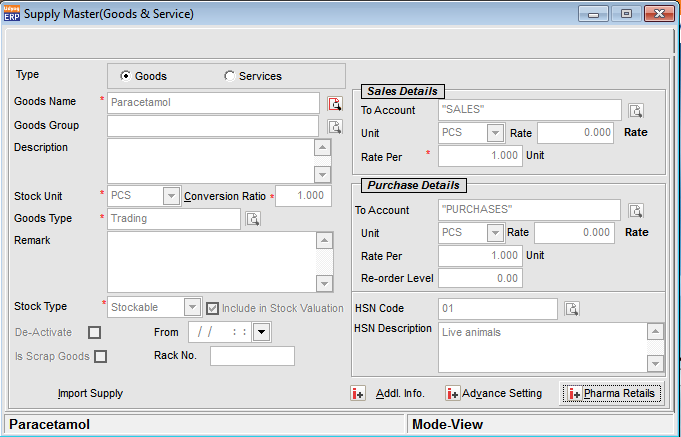 Udyog ERP Supply Master(Goods & Service)
Type Goods Services
Goods Name * Paracetamol
Goods Group
Description
Stock Unit * PCS Conversion Ratio * 1.000
Goods Type * Trading
Remark
Stock Type * Stockable Include in Stock Valuation
De-Activate From / / : :
Is Scrap Goods Rack No.
Import Supply
Sales Details
To Account "SALES"
Unit PCS Rate 0.000 Rate
Rate Per * 1.000 Unit
Purchase Details
To Account "PURCHASES"
Unit PCS Rate 0.000 Rate
Rate Per 1.000 Unit
Re-order Level 0.00
HSN Code 01
HSN Description Live animals
Addl. Info. Advance Setting Pharma Retails
Paracetamol Mode-View